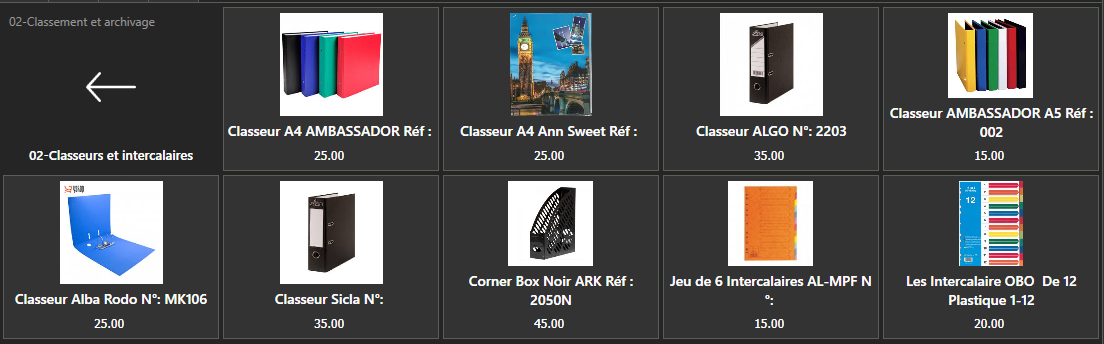 02-Classement et archivage
02-Classeurs et intercalaires
Classeur A4 AMBASSADOR Réf :
25.00
Classeur A4 Ann Sweet Réf :
25.00
Classeur ALGO N°: 2203
35.00
Classeur AMBASSADOR A5 Réf :
002
15.00
Classeur Alba Rodo N°: MK106
25.00
Classeur Sicla N°:
35.00
Corner Box Noir ARK Réf :
2050N
45.00
Jeu de 6 Intercalaires AL-MPF N
°:
15.00
12
Les Intercalaire OBO  De 12
Plastique 1-12
20.00